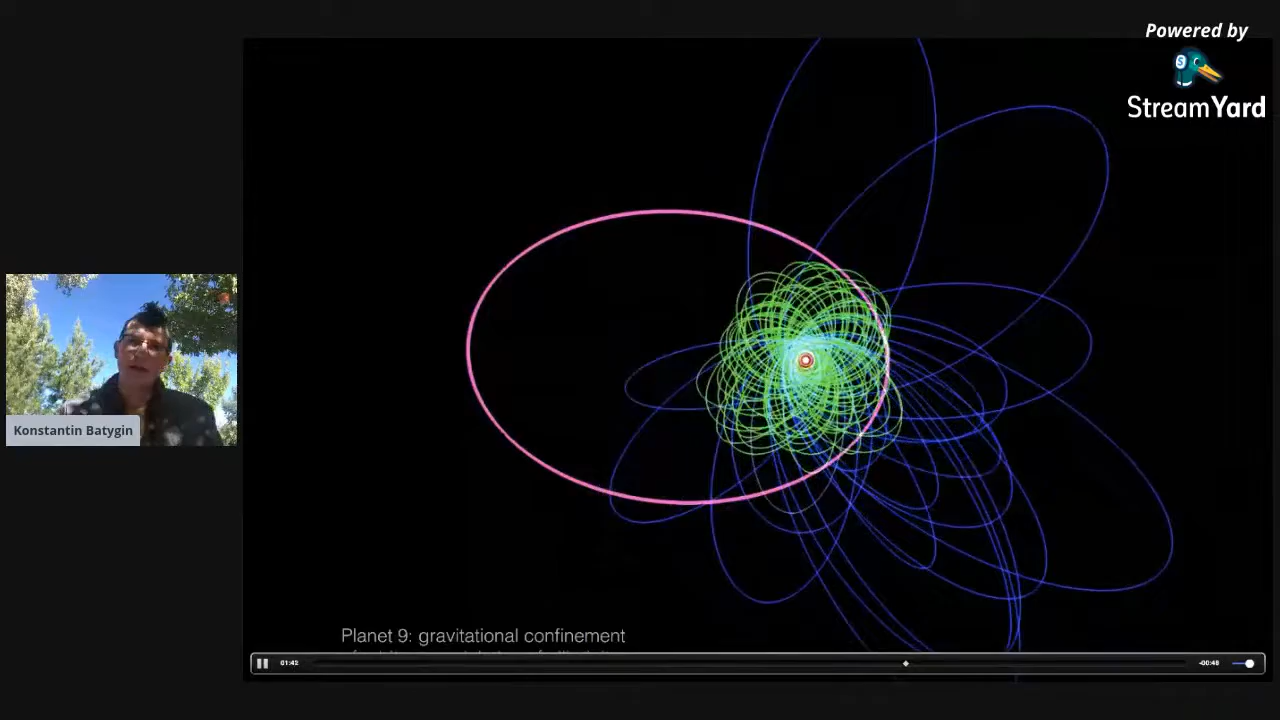 Powered by
StreamYard
Konstantin Batygin
Planet 9: gravitational confinement
01:42
-00:48